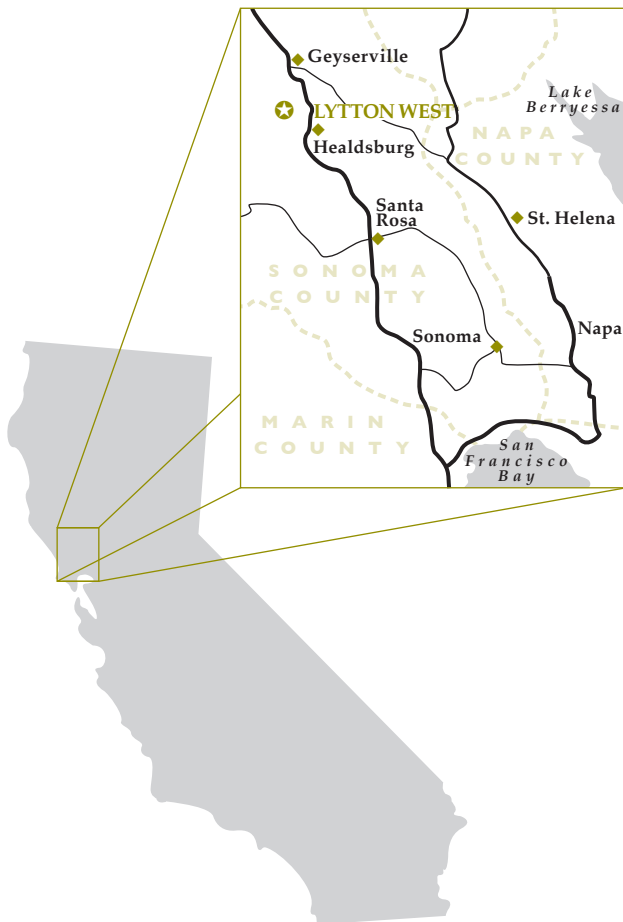 Geyserville
Lake
Berryessa
LYTTON WEST
NAPA
COUNTY
Healdsburg
Santa
Rosa
St. Helena
SONOMA
COUNTY
Sonoma
Napa
MARIN
COUNTY
San
Francisco
Bay